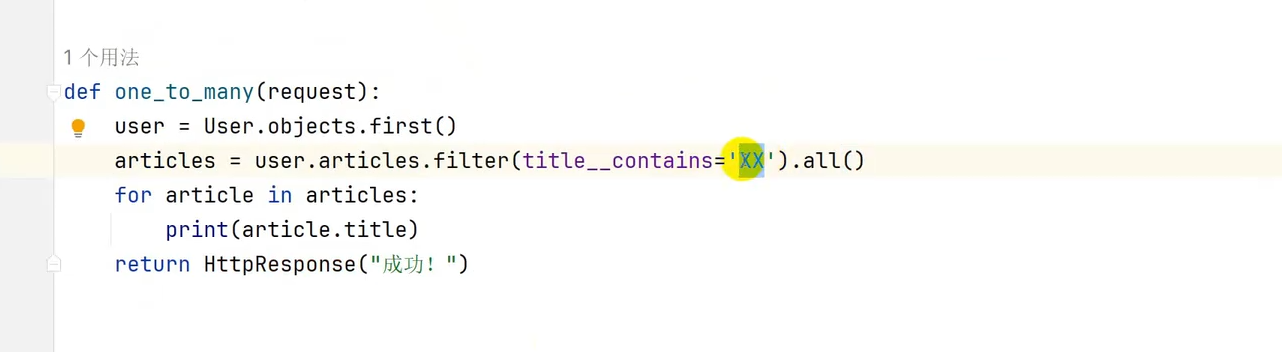 1 个用法
def one_to_many(request):
    user = User.objects.first()
    articles = user.articles.filter(title__contains='XX').all()
    for article in articles:
        print(article.title)
    return HttpResponse("成功！")